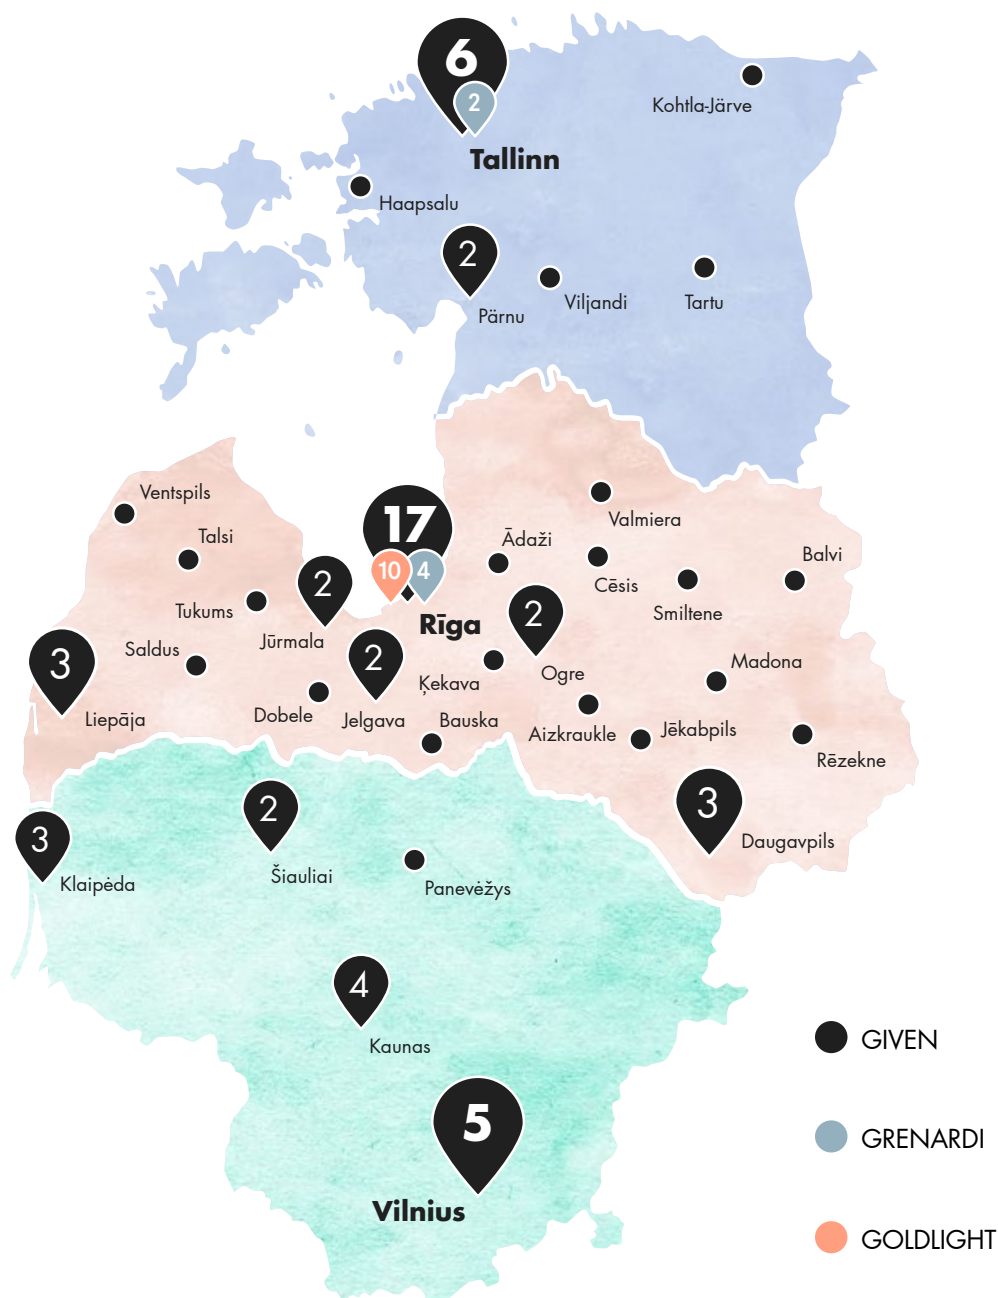 6
2
Tallinn
Kohtla-Järve
Haapsalu
2
Pärnu
Viljandi
Tartu
Ventspils
Talsi
Tukums
Saldus
3
Liepāja
2
Jūrmala
Dobele
2
Jelgava
17
10
4
Rīga
Ķekava
Bauska
Ādaži
2
Ogre
Aizkraukle
Valmiera
Cēsis
Smiltene
Balvi
Madona
Jēkabpils
Rēzekne
3
Daugavpils
3
Klaipėda
2
Šiauliai
Panevėžys
4
Kaunas
5
Vilnius
GIVEN
GRENARDI
GOLDLIGHT